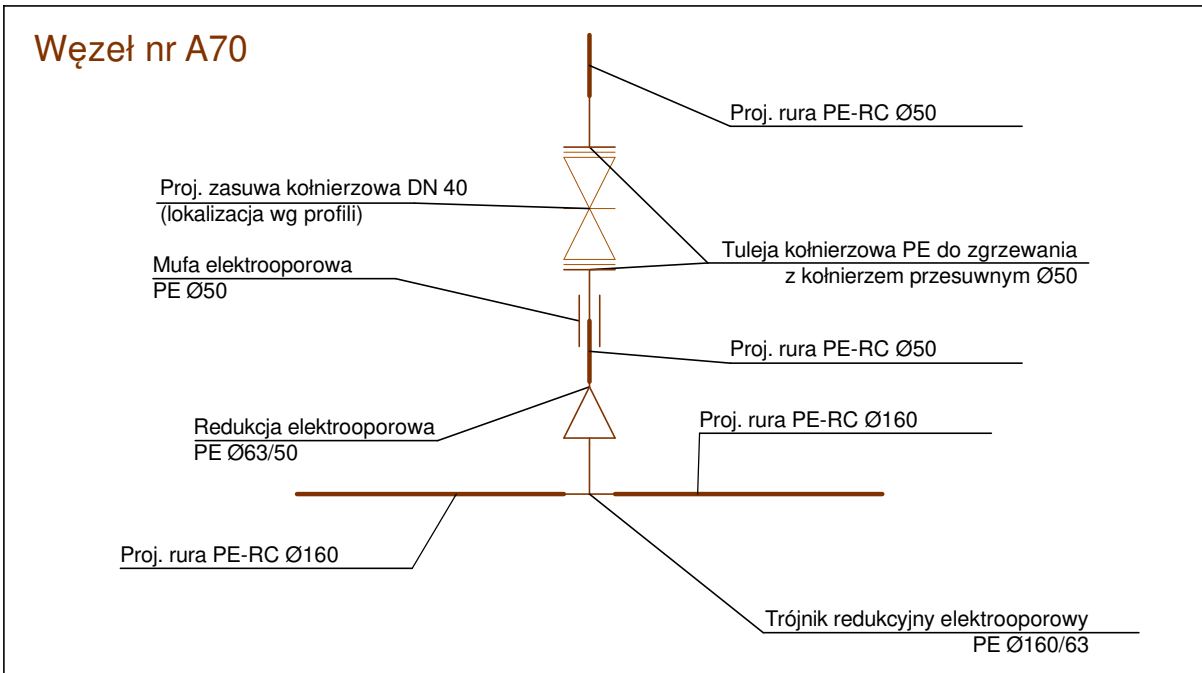 Węzeł nr A70
Proj. rura PE-RC Ø50
Proj. zasuwa kołnierzowa DN 40
(lokalizacja wg profili)
Tuleja kołnierzowa PE do zgrzewania
z kołnierzem przesuwnym Ø50
Mufa elektrooporowa
PE Ø50
Proj. rura PE-RC Ø50
Redukcja elektrooporowa
PE Ø63/50
Proj. rura PE-RC Ø160
Proj. rura PE-RC Ø160
Trójnik redukcyjny elektrooporowy
PE Ø160/63